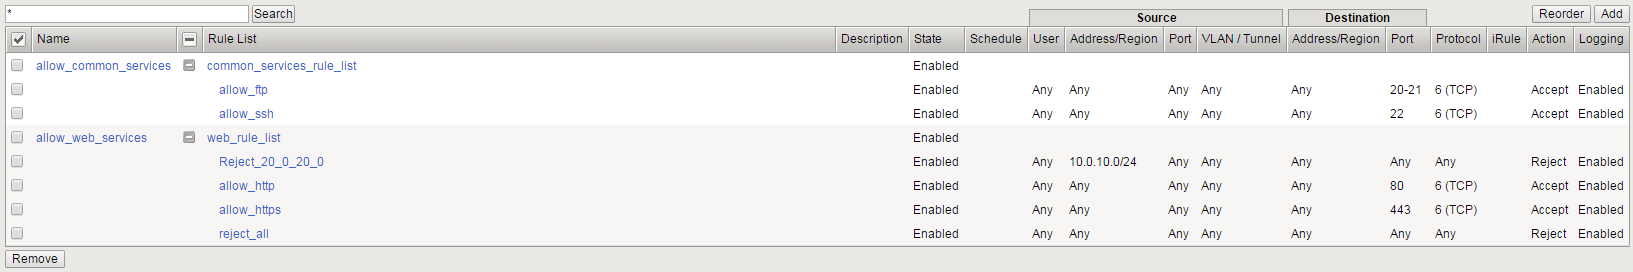 * Search Source Destination Reorder Add
Name Rule List Description State Schedule User Address/Region Port VLAN / Tunnel Address/Region Port Protocol iRule Action Logging
allow_common_services common_services_rule_list Enabled
allow_ftp Enabled Any Any Any Any Any 20-21 6 (TCP) Accept Enabled
allow_ssh Enabled Any Any Any Any Any 22 6 (TCP) Accept Enabled
allow_web_services web_rule_list Enabled
Reject_20_0_20_0 Enabled Any 10.0.10.0/24 Any Any Any Any Any Reject Enabled
allow_http Enabled Any Any Any Any Any 80 6 (TCP) Accept Enabled
allow_https Enabled Any Any Any Any Any 443 6 (TCP) Accept Enabled
reject_all Enabled Any Any Any Any Any Any Any Reject Enabled
Remove